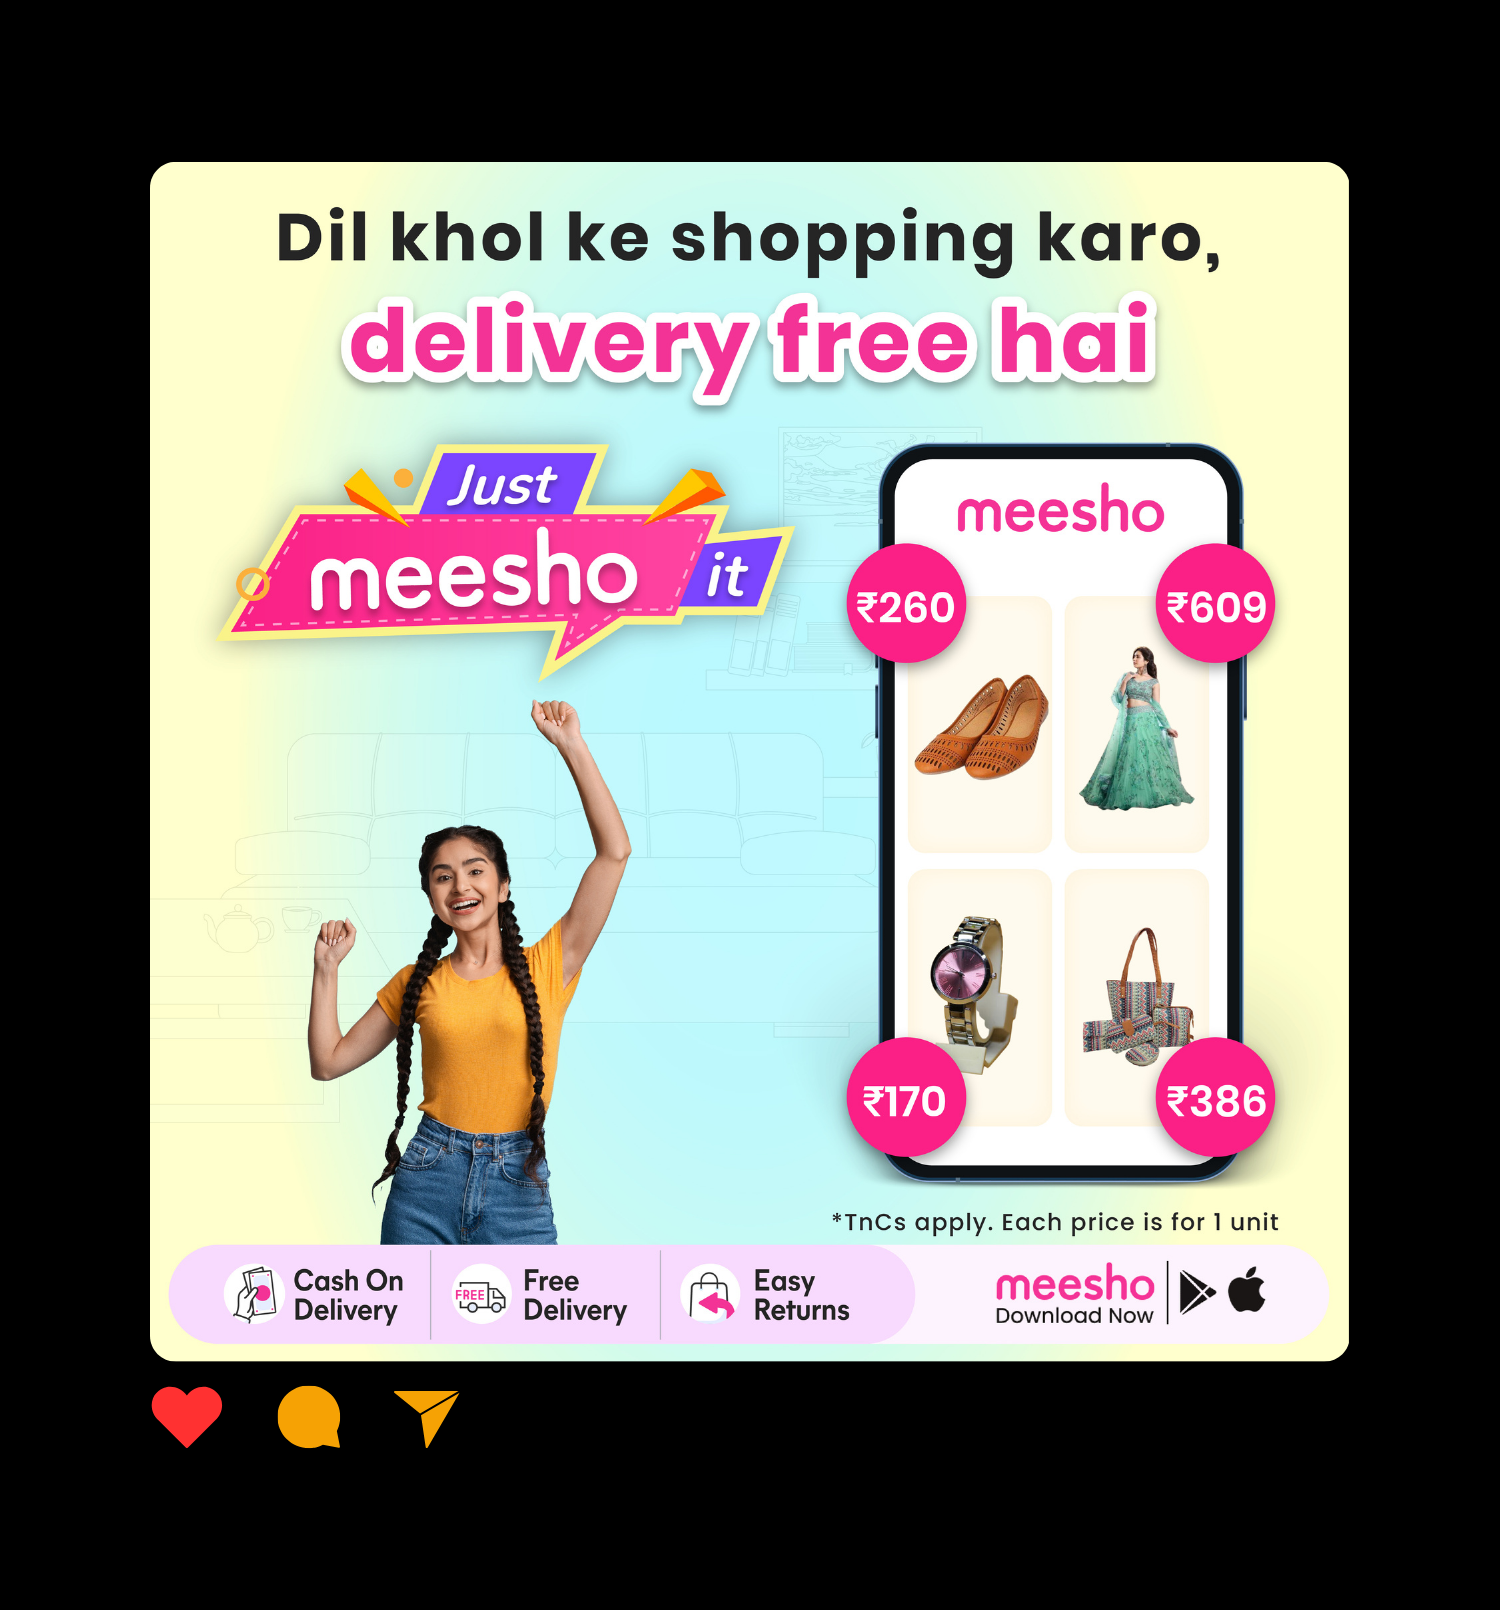 Dil khol ke shopping karo,
delivery free hai
Just
meesho
it
meesho
₹260
₹609
₹170
₹386
*TnCs apply. Each price is for 1 unit
Cash On
Delivery
FREE
Free
Delivery
Easy
Returns
meesho
Download Now